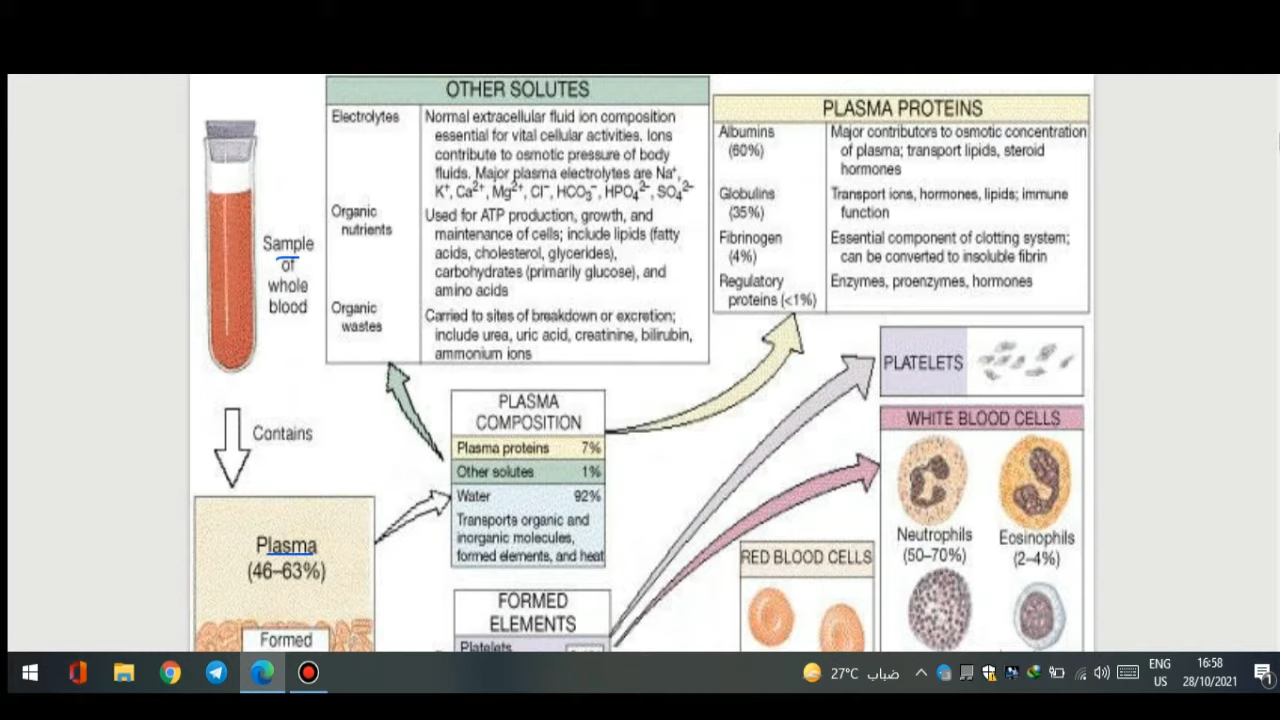 OTHER SOLUTES
Electrolytes
Normal extracellular fluid ion composition
essential for vital cellular activities. Ions
contribute to osmotic pressure of body
fluids. Major plasma electrolytes are Na⁺,
K⁺, Ca²⁺, Mg²⁺, Cl⁻, HCO₃⁻, HPO₄²⁻, SO₄²⁻
Organic
nutrients
Used for ATP production, growth, and
maintenance of cells; include lipids (fatty
acids, cholesterol, glycerides),
carbohydrates (primarily glucose), and
amino acids
Organic
wastes
Carried to sites of breakdown or excretion;
include urea, uric acid, creatinine, bilirubin,
ammonium ions
PLASMA PROTEINS
Albumins
(60%)
Major contributors to osmotic concentration
of plasma; transport lipids, steroid
hormones
Globulins
(35%)
Transport ions, hormones, lipids; immune
function
Fibrinogen
(4%)
Essential component of clotting system;
can be converted to insoluble fibrin
Regulatory
proteins (<1%)
Enzymes, proenzymes, hormones
Sample
of
whole
blood
Contains
Plasma
(46–63%)
Formed
PLASMA
COMPOSITION
Plasma proteins 7%
Other solutes 1%
Water 92%
Transports organic and
inorganic molecules,
formed elements, and heat
FORMED
ELEMENTS
Platelets
PLATELETS
WHITE BLOOD CELLS
Neutrophils
(50–70%)
Eosinophils
(2–4%)
RED BLOOD CELLS
27°C ضباب
ENG
US
16:58
28/10/2021
1